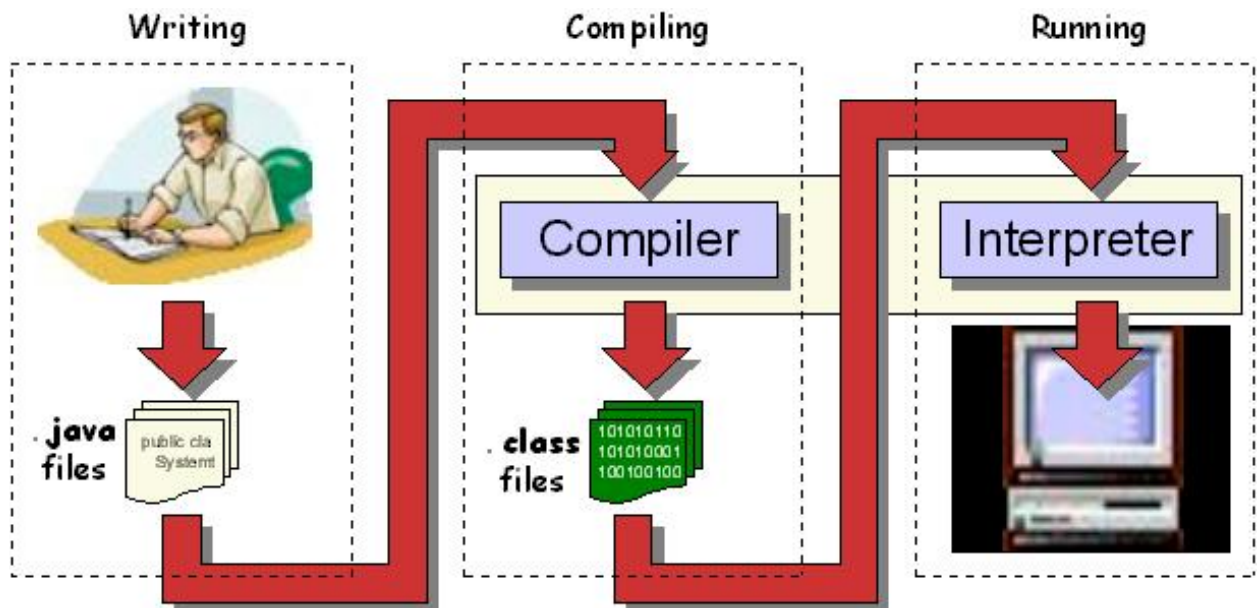 Writing
Compiling
Running
Compiler
Interpreter
.java
files
public cla
Systemt
.class
files
101010110
101010001
100100100